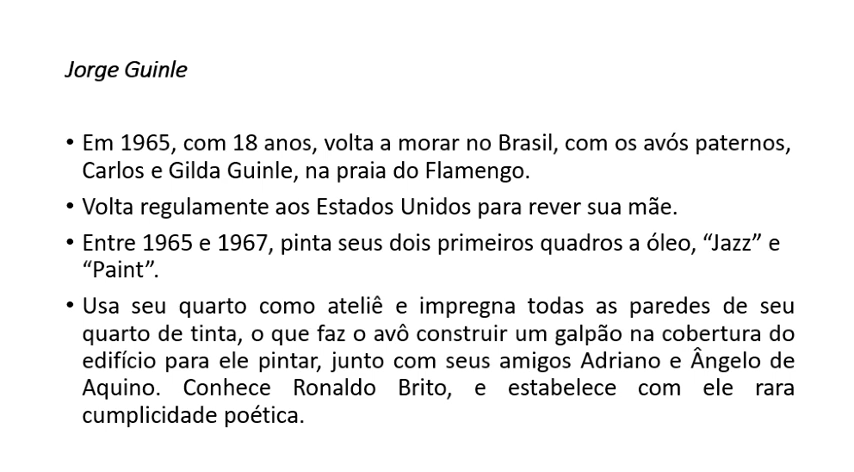 Jorge Guinle
• Em 1965, com 18 anos, volta a morar no Brasil, com os avós paternos,
Carlos e Gilda Guinle, na praia do Flamengo.
• Volta regulamente aos Estados Unidos para rever sua mãe.
• Entre 1965 e 1967, pinta seus dois primeiros quadros a óleo, “Jazz” e
“Paint”.
• Usa seu quarto como ateliê e impregna todas as paredes de seu
quarto de tinta, o que faz o avô construir um galpão na cobertura do
edifício para ele pintar, junto com seus amigos Adriano e Ângelo de
Aquino. Conhece Ronaldo Brito, e estabelece com ele rara
cumplicidade poética.